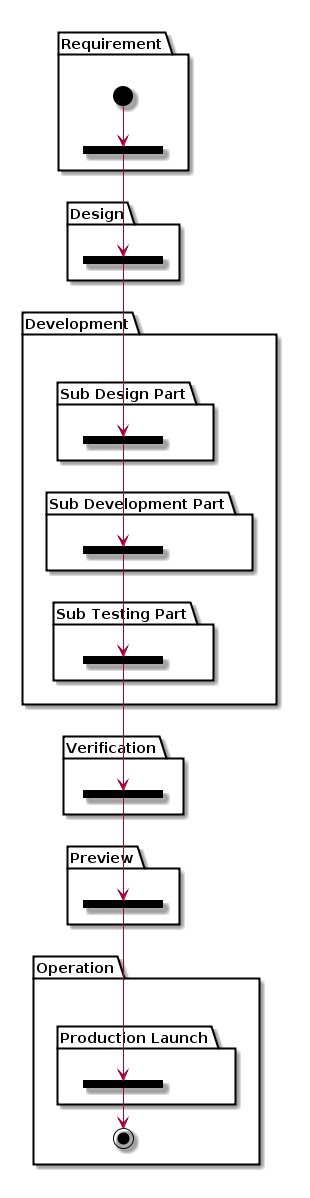 Requirement
Design
Development
Sub Design Part
Sub Development Part
Sub Testing Part
Verification
Preview
Operation
Production Launch